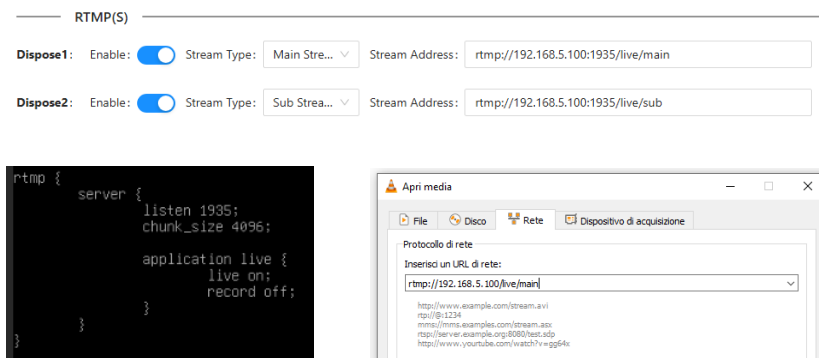 RTMP(S)
Dispose1: Enable: Stream Type: Main Stre... Stream Address: rtmp://192.168.5.100:1935/live/main
Dispose2: Enable: Stream Type: Sub Strea... Stream Address: rtmp://192.168.5.100:1935/live/sub
rtmp {
server {
listen 1935;
chunk_size 4096;
application live {
live on;
record off;
}
}
}
Apri media
File Disco Rete Dispositivo di acquisizione
Protocollo di rete
Inserisci un URL di rete:
rtmp://192.168.5.100/live/main
http://www.example.com/stream.avi
rtp://@:1234
mms://mms.examples.com/stream.asx
rtsp://server.example.org:8080/test.sdp
http://www.yourtube.com/watch?v=gg64x